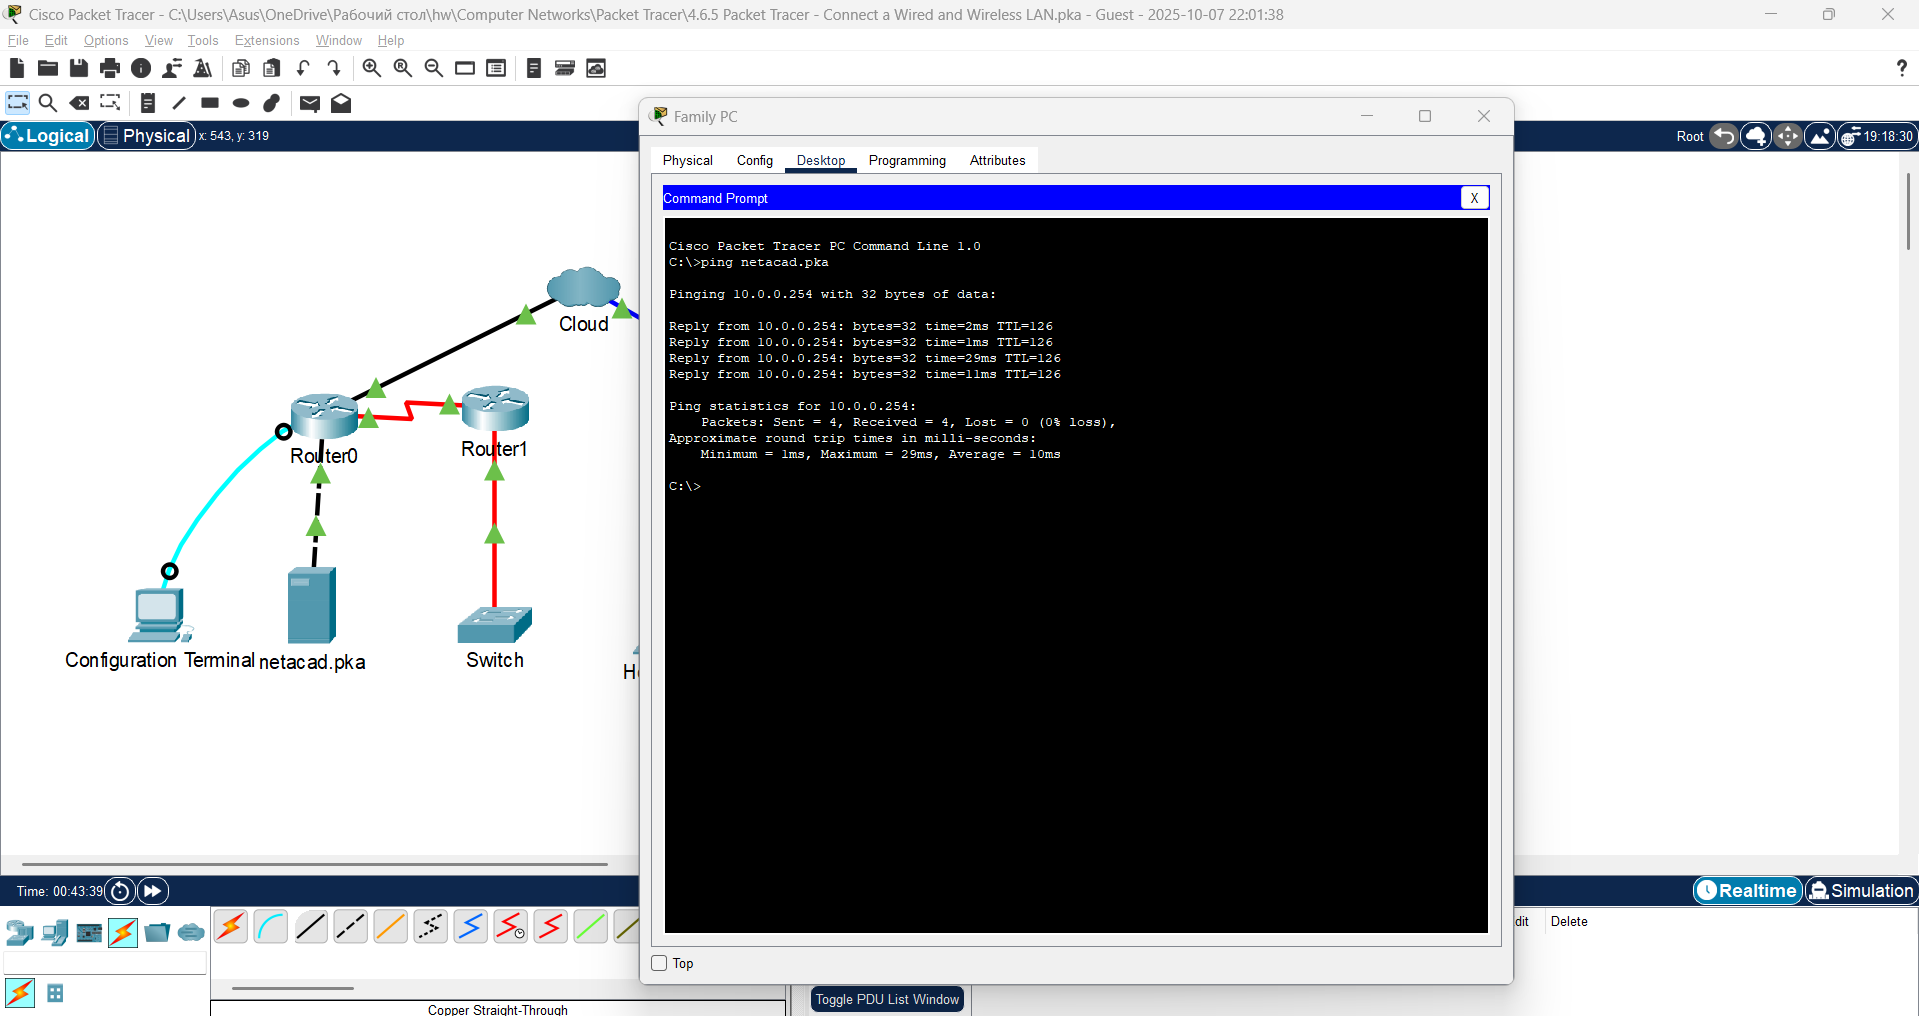 Cisco Packet Tracer - C:\Users\Asus\OneDrive\Рабочий стол\hw\Computer Networks\Packet Tracer\4.6.5 Packet Tracer - Connect a Wired and Wireless LAN.pka - Guest - 2025-10-07 22:01:38
File Edit Options View Tools Extensions Window Help
?
Logical Physical x: 543, y: 319
Root 19:18:30
Family PC
Physical Config Desktop Programming Attributes
Command Prompt X
Cisco Packet Tracer PC Command Line 1.0
C:\>ping netacad.pka
Pinging 10.0.0.254 with 32 bytes of data:
Reply from 10.0.0.254: bytes=32 time=2ms TTL=126
Reply from 10.0.0.254: bytes=32 time=1ms TTL=126
Reply from 10.0.0.254: bytes=32 time=29ms TTL=126
Reply from 10.0.0.254: bytes=32 time=11ms TTL=126
Ping statistics for 10.0.0.254:
Packets: Sent = 4, Received = 4, Lost = 0 (0% loss),
Approximate round trip times in milli-seconds:
Minimum = 1ms, Maximum = 29ms, Average = 10ms
C:\>
Top
Cloud
Router0
Router1
Configuration Terminal
netacad.pka
Switch
H
Time: 00:43:39
Realtime Simulation
dit Delete
Copper Straight-Through
Toggle PDU List Window